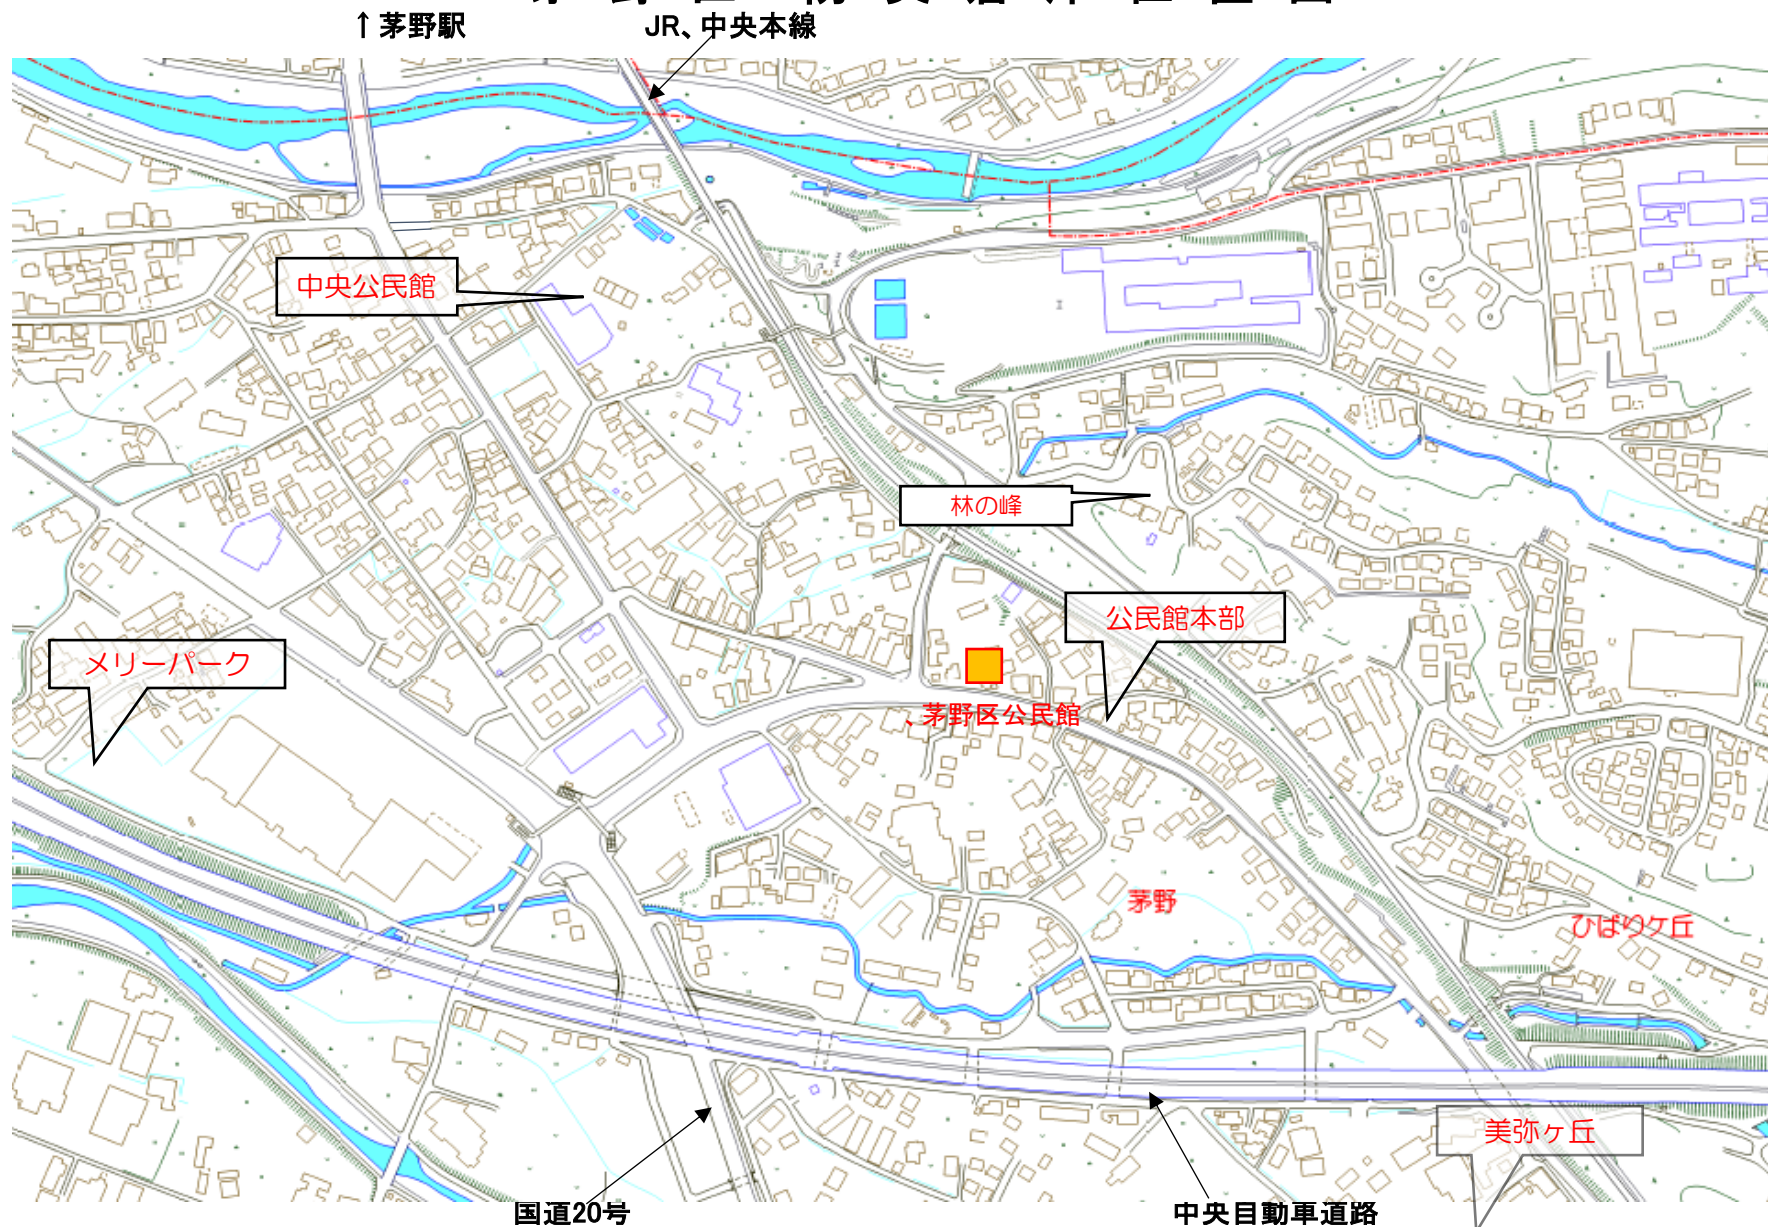 ↑茅野駅
JR、中央本線
中央公民館
林の峰
公民館本部
メリーパーク
、茅野区公民館
茅野
ひばりケ丘
美弥ヶ丘
国道20号
中央自動車道路